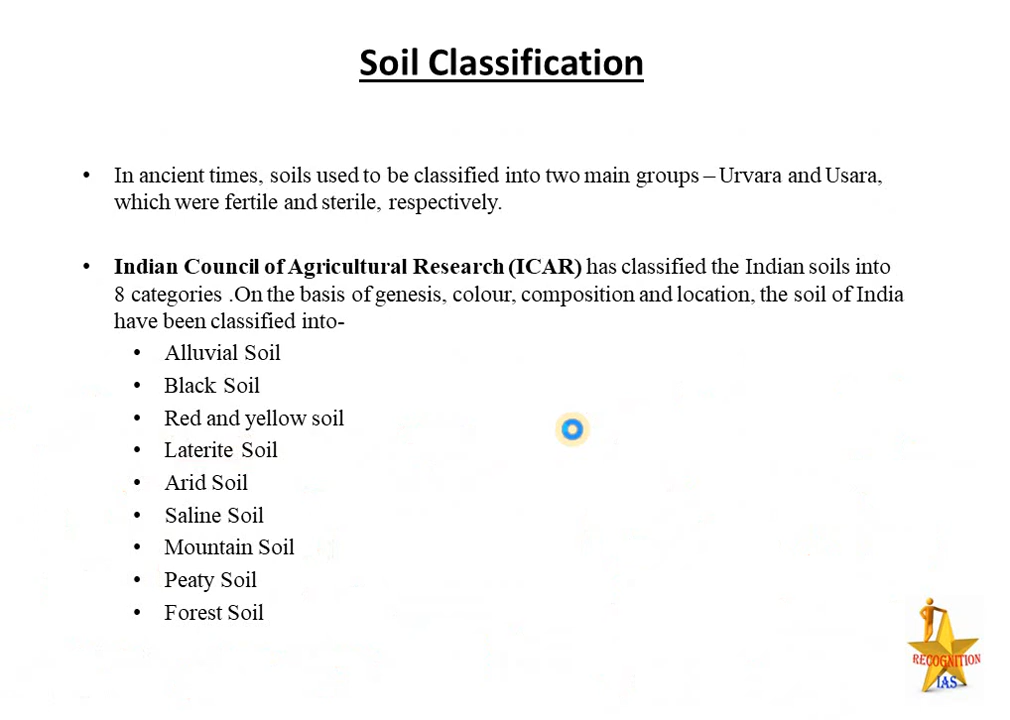 Soil Classification
• In ancient times, soils used to be classified into two main groups – Urvara and Usara,
which were fertile and sterile, respectively.
• Indian Council of Agricultural Research (ICAR) has classified the Indian soils into
8 categories .On the basis of genesis, colour, composition and location, the soil of India
have been classified into-
• Alluvial Soil
• Black Soil
• Red and yellow soil
• Laterite Soil
• Arid Soil
• Saline Soil
• Mountain Soil
• Peaty Soil
• Forest Soil
RECOGNITION
IAS